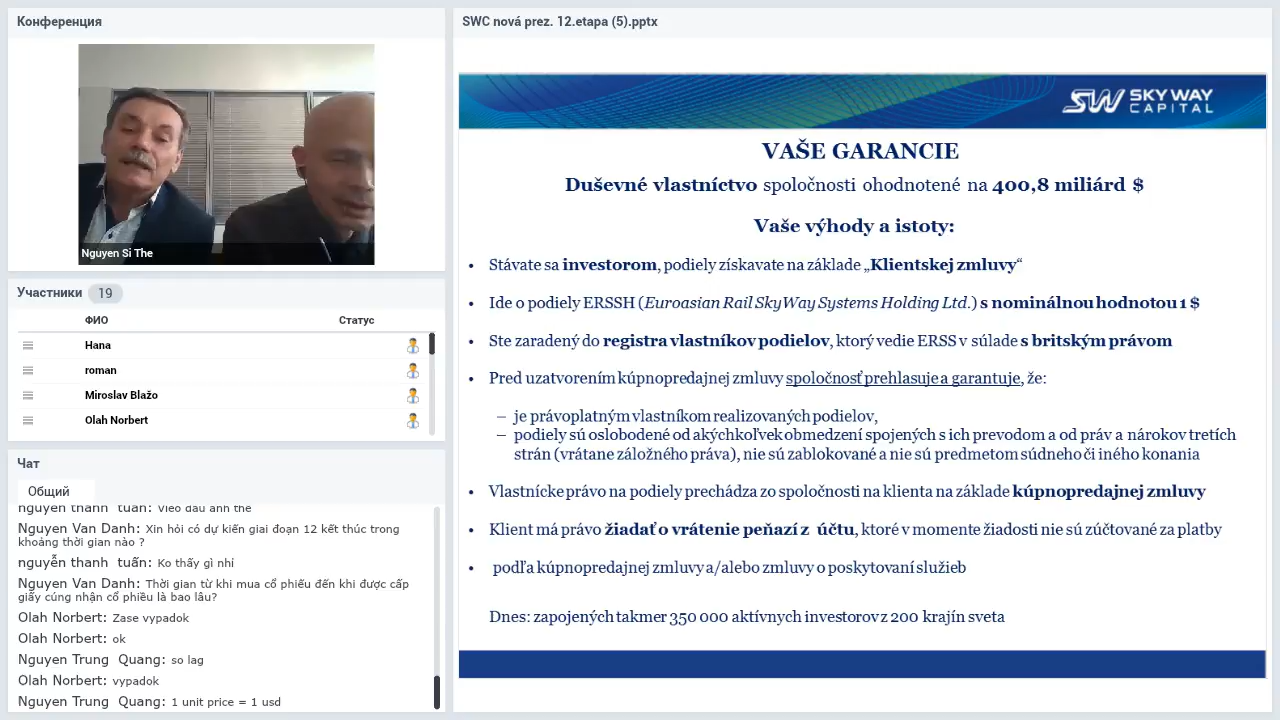 Конференция
Nguyen Si The
Участники 19
ФИО Статус
Hana
roman
Miroslav Blažo
Olah Norbert
Чат
Общий
nguyễn thanh tuấn: Vieo đâu anh the
Nguyen Van Danh: Xin hỏi có dự kiến giai đoạn 12 kết thúc trong
khoảng thời gian nào ?
nguyễn thanh tuấn: Ko thấy gì nhỉ
Nguyen Van Danh: Thời gian từ khi mua cổ phiếu đến khi được cấp
giấy cúng nhận cổ phiều là bao lâu?
Olah Norbert: Zase vypadok
Olah Norbert: ok
Nguyen Trung Quang: so lag
Olah Norbert: vypadok
Nguyen Trung Quang: 1 unit price = 1 usd
SWC nová prez. 12.etapa (5).pptx
SW SKY WAY
CAPITAL
VAŠE GARANCIE
Duševné vlastníctvo spoločnosti ohodnotené na 400,8 miliárd $
Vaše výhody a istoty:
• Stávate sa investorom, podiely získavate na základe „Klientskej zmluvy“
• Ide o podiely ERSSH (Euroasian Rail SkyWay Systems Holding Ltd.) s nominálnou hodnotou 1 $
• Ste zaradený do registra vlastníkov podielov, ktorý vedie ERSS v súlade s britským právom
• Pred uzatvorením kúpnopredajnej zmluvy spoločnosť prehlasuje a garantuje, že:
– je právoplatným vlastníkom realizovaných podielov,
– podiely sú oslobodené od akýchkoľvek obmedzení spojených s ich prevodom a od práv a nárokov tretích
strán (vrátane záložného práva), nie sú zablokované a nie sú predmetom súdneho či iného konania
• Vlastnícke právo na podiely prechádza zo spoločnosti na klienta na základe kúpnopredajnej zmluvy
• Klient má právo žiadať o vrátenie peňazí z účtu, ktoré v momente žiadosti nie sú zúčtované za platby
• podľa kúpnopredajnej zmluvy a/alebo zmluvy o poskytovaní služieb
Dnes: zapojených takmer 350 000 aktívnych investorov z 200 krajín sveta